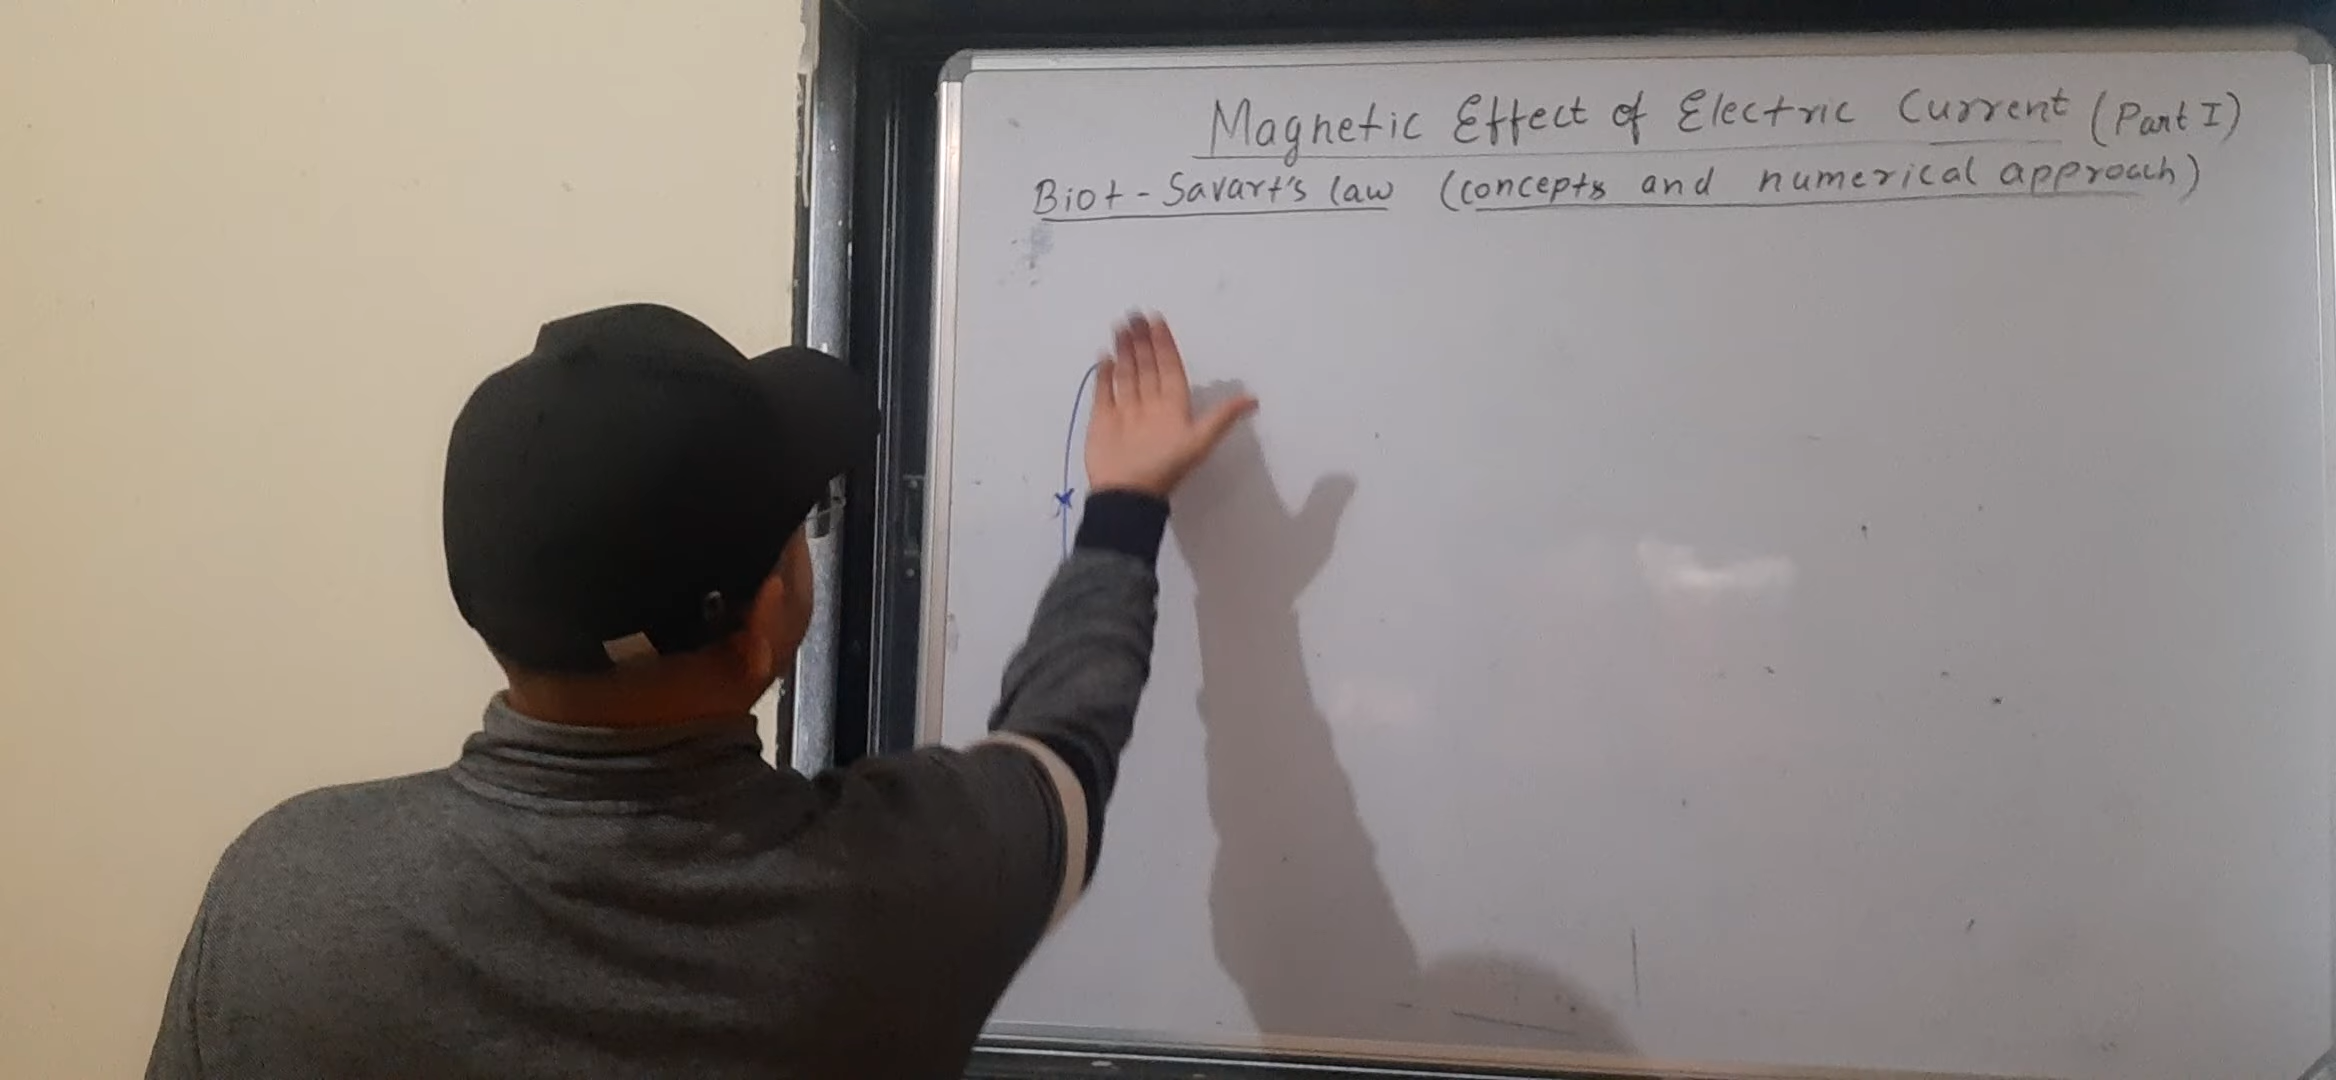 Magnetic Effect of Electric Current (Part I)
Biot-Savart's law (concepts and numerical approach)